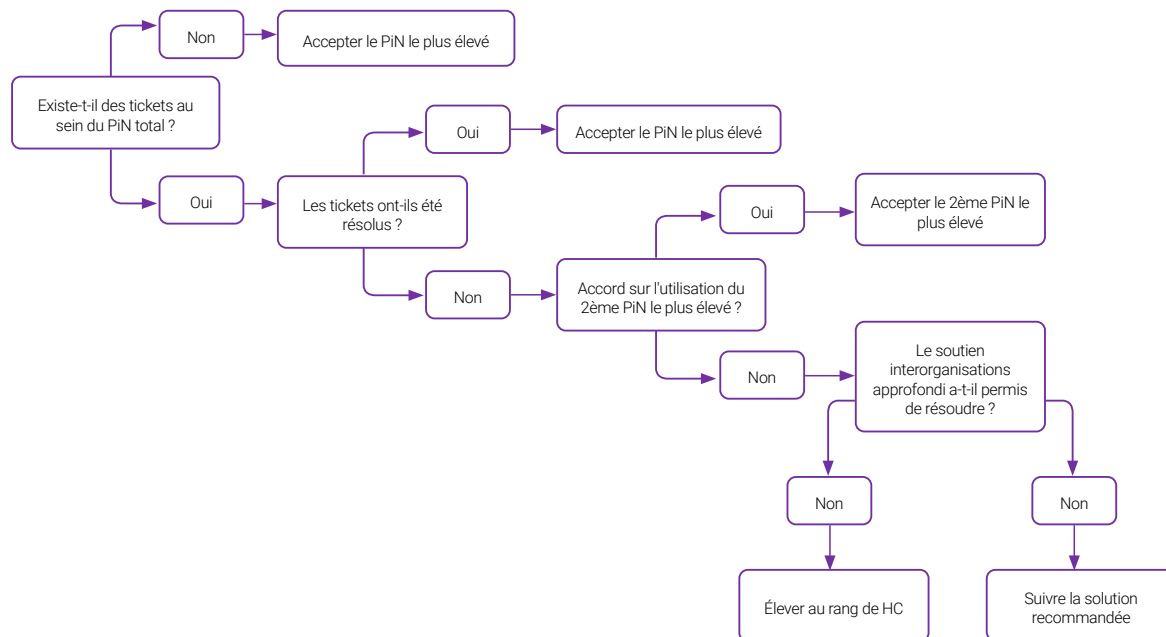 Non
Accepter le PiN le plus élevé
Existe-t-il des tickets au
sein du PiN total ?
Oui
Accepter le PiN le plus élevé
Oui
Les tickets ont-ils été
résolus ?
Oui
Accepter le 2ème PiN le
plus élevé
Non
Accord sur l'utilisation du
2ème PiN le plus élevé ?
Non
Le soutien
interorganisations
approfondi a-t-il permis
de résoudre ?
Non
Non
Élever au rang de HC
Suivre la solution
recommandée